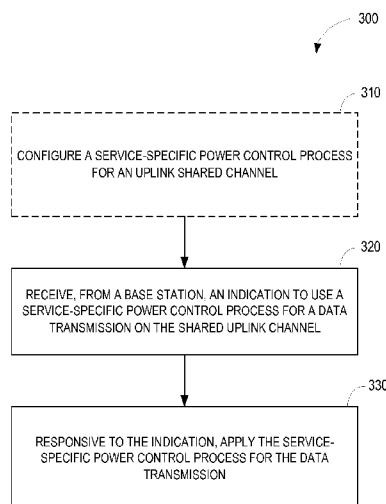 300
310
CONFIGURE A SERVICE-SPECIFIC POWER CONTROL PROCESS
FOR AN UPLINK SHARED CHANNEL
320
RECEIVE, FROM A BASE STATION, AN INDICATION TO USE A
SERVICE-SPECIFIC POWER CONTROL PROCESS FOR A DATA
TRANSMISSION ON THE SHARED UPLINK CHANNEL
330
RESPONSIVE TO THE INDICATION, APPLY THE SERVICE-
SPECIFIC POWER CONTROL PROCESS FOR THE DATA
TRANSMISSION